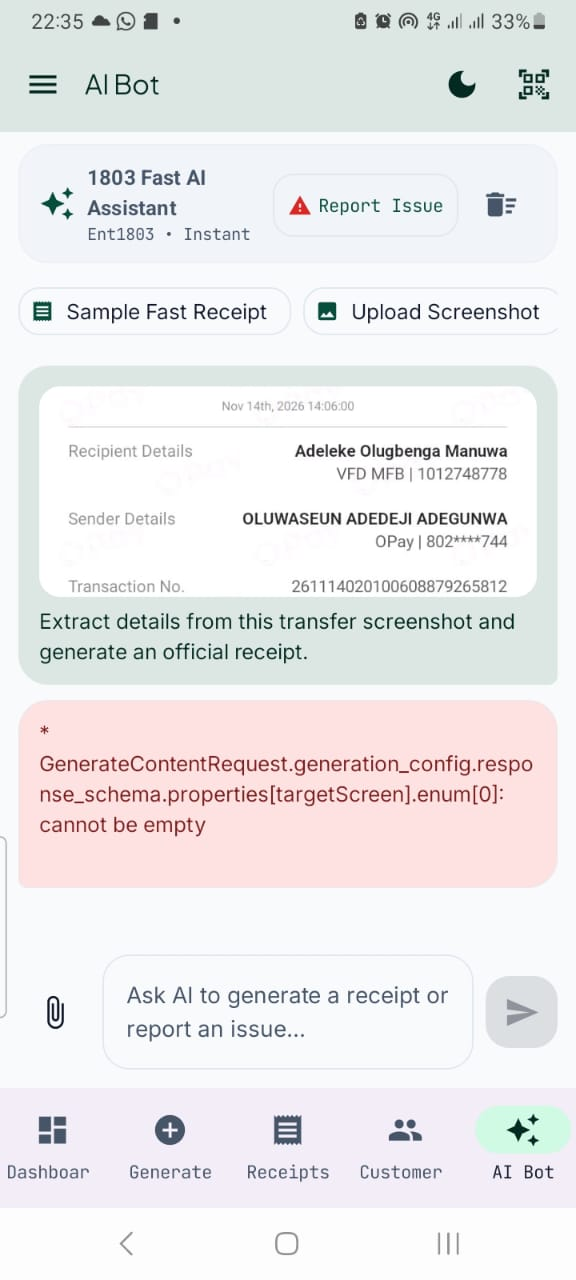 22:35
4G
33%
AI Bot
1803 Fast AI
Assistant
Ent1803 • Instant
Report Issue
Sample Fast Receipt
Upload Screenshot
Nov 14th, 2026 14:06:00
Recipient Details
Adeleke Olugbenga Manuwa
VFD MFB | 1012748778
Sender Details
OLUWASEUN ADEDEJI ADEGUNWA
OPay | 802****744
Transaction No.
261114020100608879265812
Extract details from this transfer screenshot and
generate an official receipt.
*
GenerateContentRequest.generation_config.respo
nse_schema.properties[targetScreen].enum[0]:
cannot be empty
Ask AI to generate a receipt or
report an issue...
Dashboar
Generate
Receipts
Customer
AI Bot